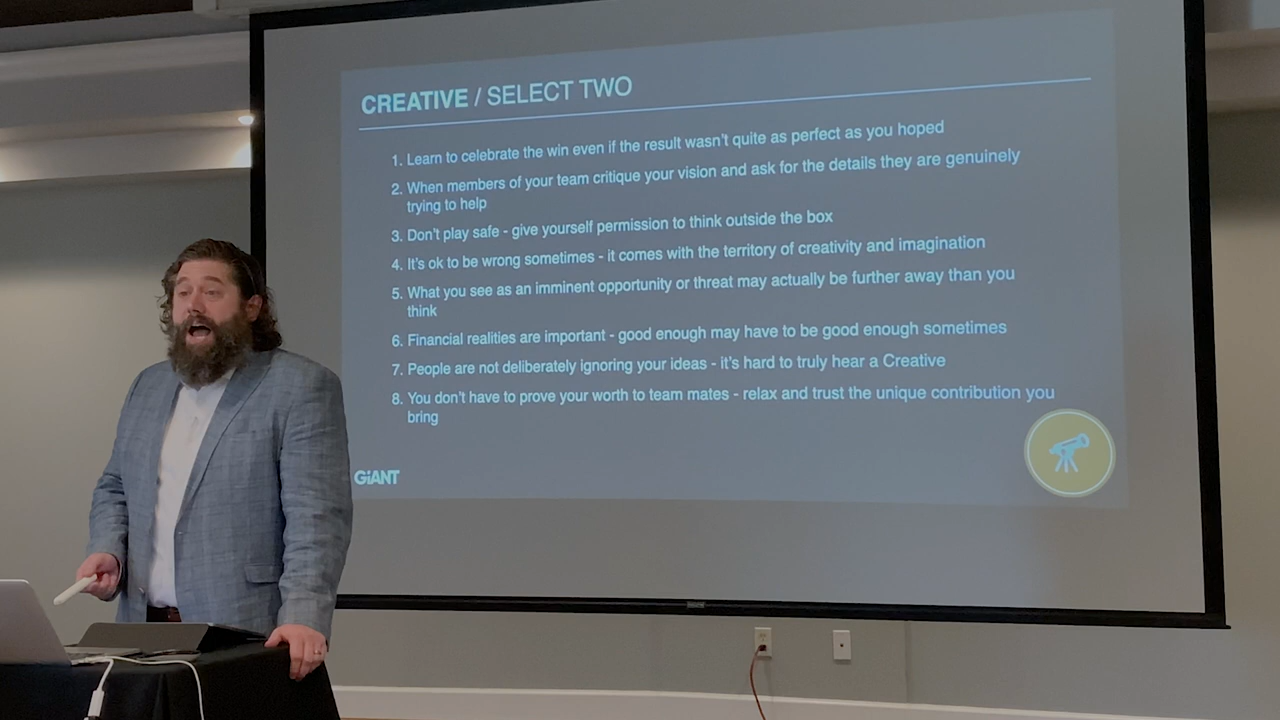 CREATIVE / SELECT TWO
1. Learn to celebrate the win even if the result wasn't quite as perfect as you hoped
2. When members of your team critique your vision and ask for the details they are genuinely
trying to help
3. Don't play safe - give yourself permission to think outside the box
4. It's ok to be wrong sometimes - it comes with the territory of creativity and imagination
5. What you see as an imminent opportunity or threat may actually be further away than you
think
6. Financial realities are important - good enough may have to be good enough sometimes
7. People are not deliberately ignoring your ideas - it's hard to truly hear a Creative
8. You don't have to prove your worth to team mates - relax and trust the unique contribution you
bring
GiANT